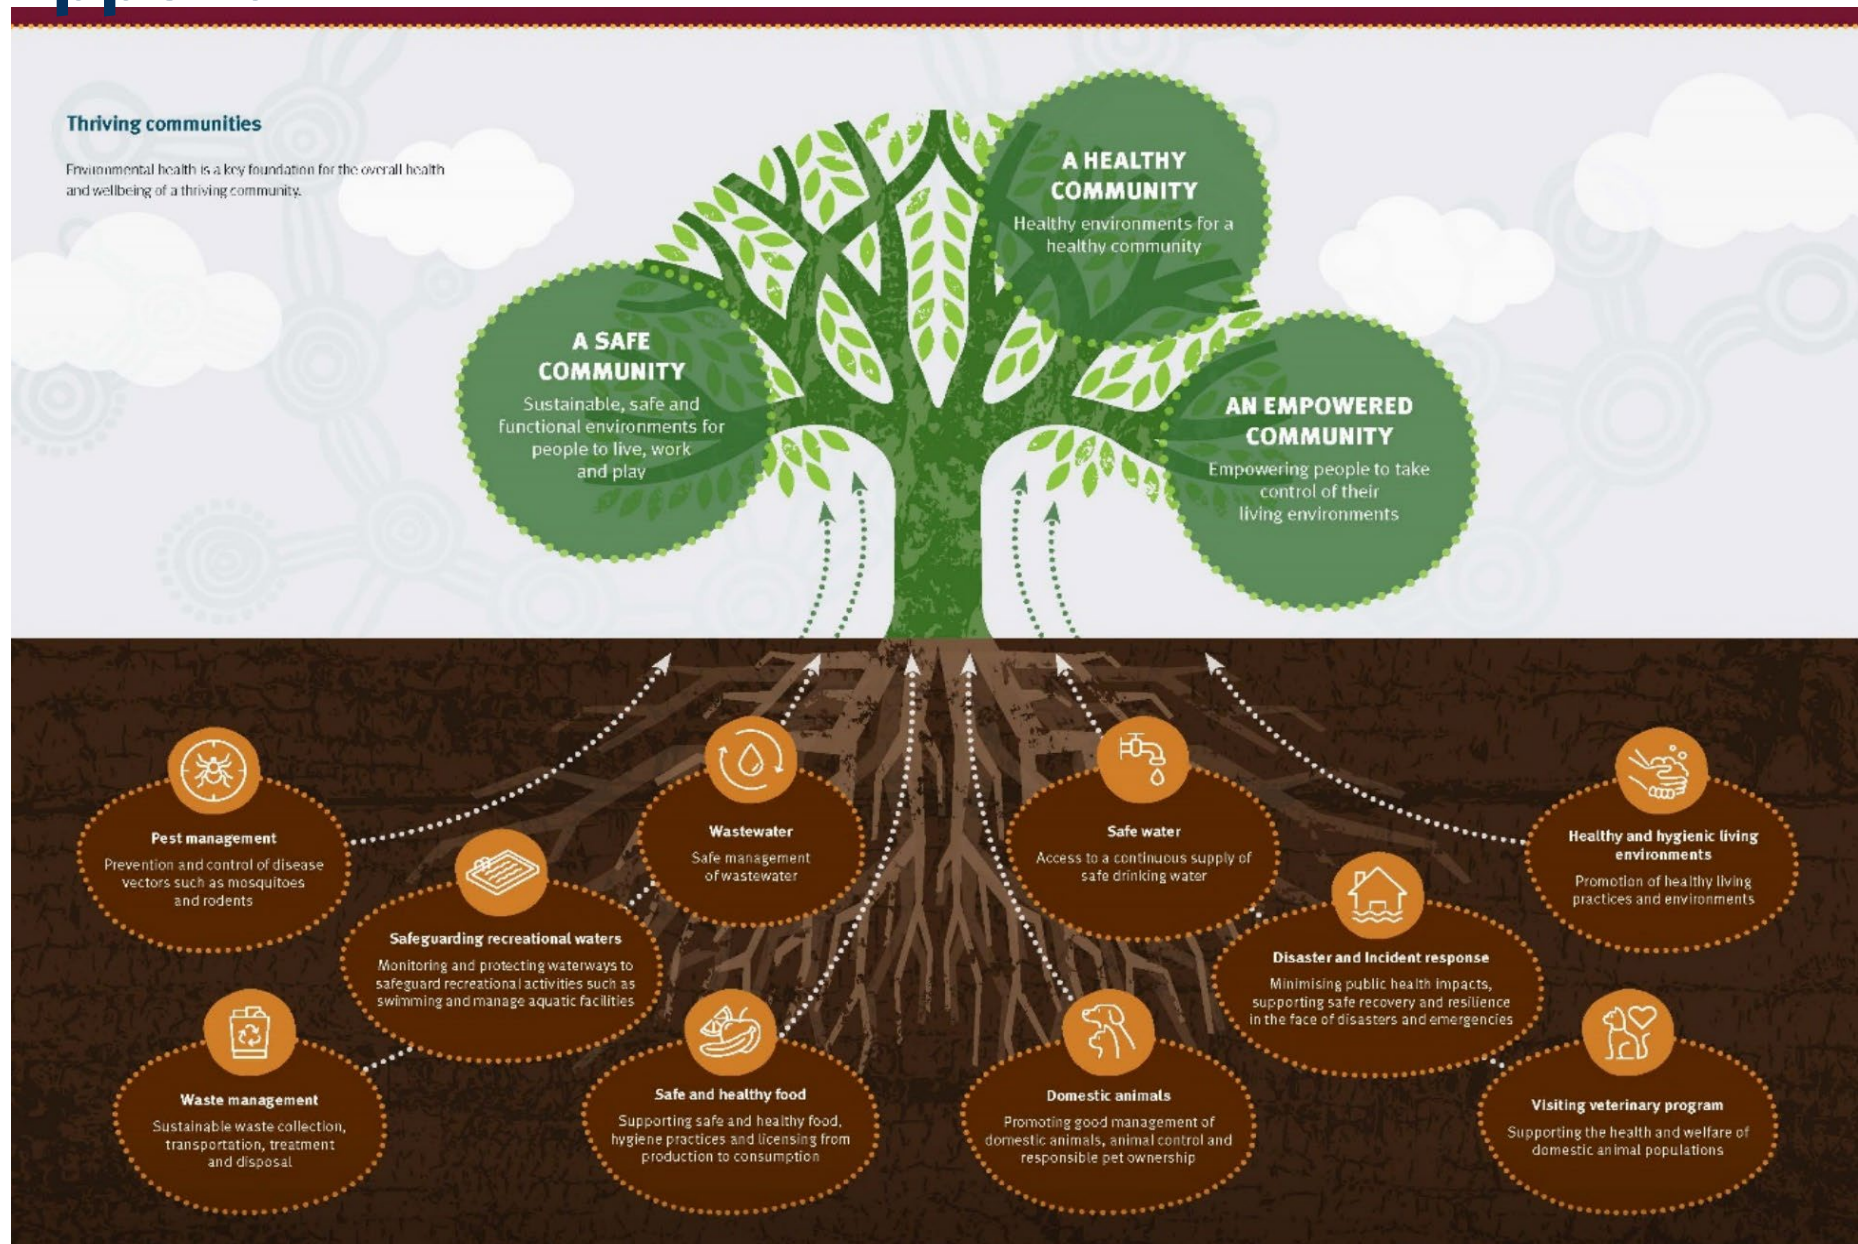 Thriving communities
Environmental health is a key foundation for the overall health
and wellbeing of a thriving community.
A HEALTHY
COMMUNITY
Healthy environments for a
healthy community
A SAFE
COMMUNITY
Sustainable, safe and
functional environments for
people to live, work
and play
AN EMPOWERED
COMMUNITY
Empowering people to take
control of their
living environments
Pest management
Prevention and control of disease
vectors such as mosquitoes
and rodents
Wastewater
Safe management
of wastewater
Safe water
Access to a continuous supply of
safe drinking water
Healthy and hygienic living
environments
Promotion of healthy living
practices and environments
Safeguarding recreational waters
Monitoring and protecting waterways to
safeguard recreational activities such as
swimming and manage aquatic facilities
Disaster and Incident response
Minimising public health impacts,
supporting safe recovery and resilience
in the face of disasters and emergencies
Waste management
Sustainable waste collection,
transportation, treatment
and disposal
Safe and healthy food
Supporting safe and healthy food,
hygiene practices and licensing from
production to consumption
Domestic animals
Promoting good management of
domestic animals, animal control and
responsible pet ownership
Visiting veterinary program
Supporting the health and welfare of
domestic animal populations